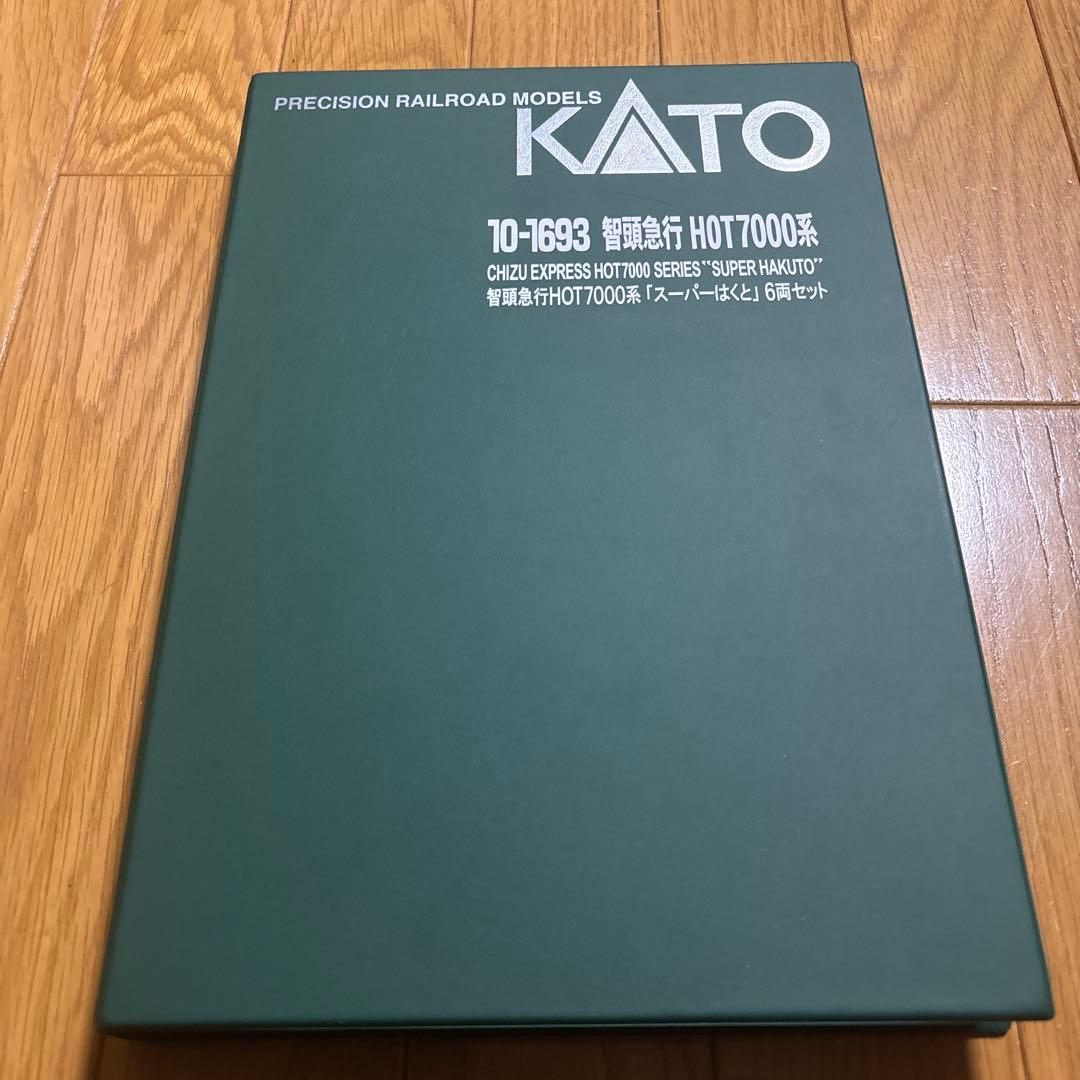 PRECISION RAILROAD MODELS
KATO
10-1693 智頭急行 HOT7000系
CHIZU EXPRESS HOT7000 SERIES "SUPER HAKUTO"
智頭急行HOT7000系「スーパーはくと」6両セット